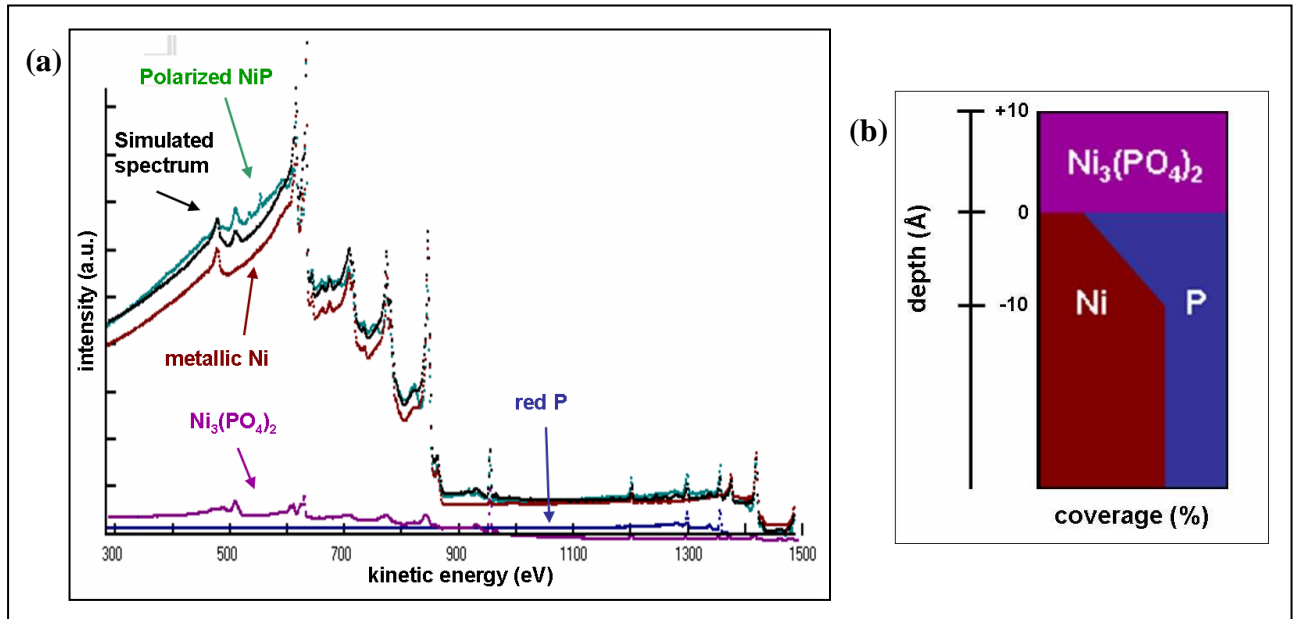 (a)
Polarized NiP
Simulated
spectrum
metallic Ni
Ni₃(PO₄)₂
red P
intensity (a.u.)
300 500 700 900 1100 1300 1500
kinetic energy (eV)
(b)
+10
0
-10
depth (Å)
Ni₃(PO₄)₂
Ni
P
coverage (%)